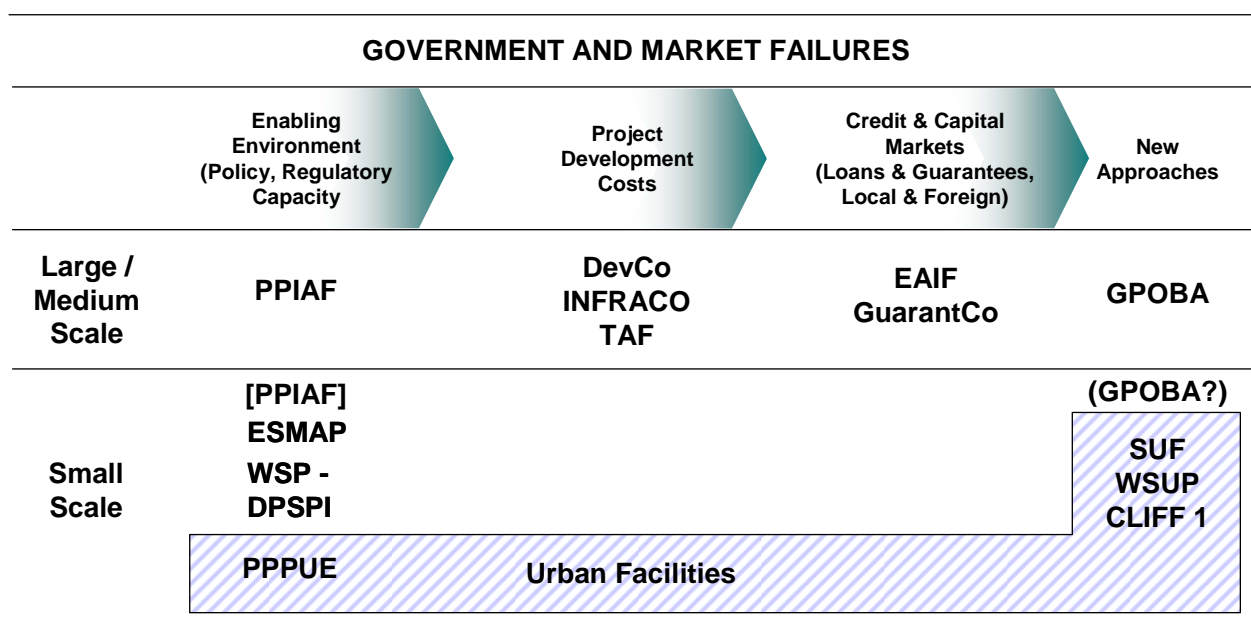 GOVERNMENT AND MARKET FAILURES
Enabling
Environment
(Policy, Regulatory
Capacity
Project
Development
Costs
Credit & Capital
Markets
(Loans & Guarantees,
Local & Foreign)
New
Approaches
Large /
Medium
Scale
PPIAF
DevCo
INFRACO
TAF
EAIF
GuarantCo
GPOBA
Small
Scale
[PPIAF]
ESMAP
WSP -
DPSPI
PPPUE
Urban Facilities
(GPOBA?)
SUF
WSUP
CLIFF 1